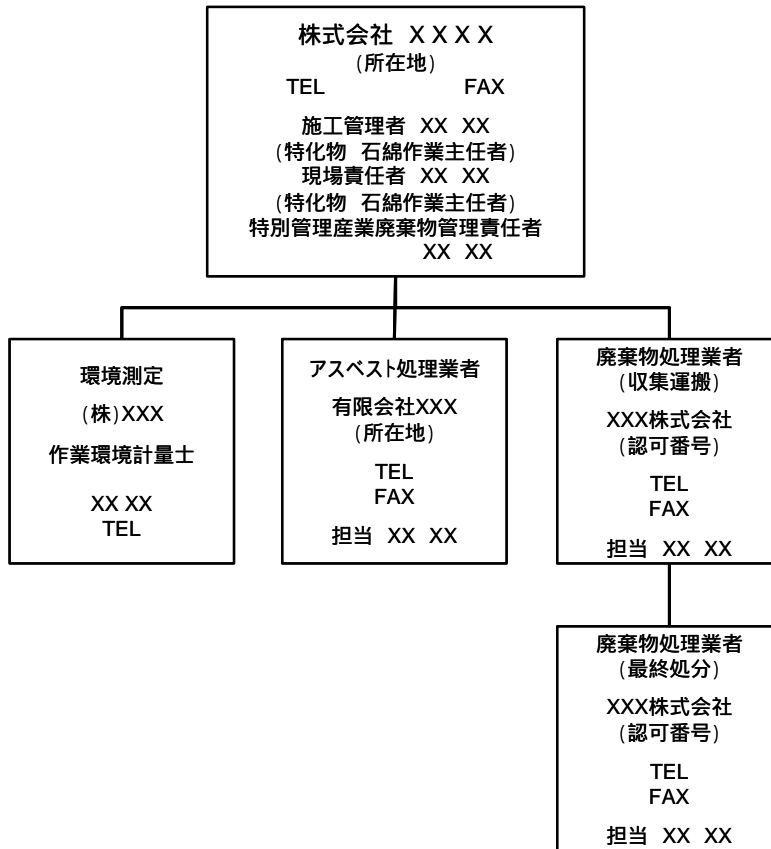 株式会社 ＸＸＸＸ
(所在地)
TEL FAX
施工管理者 XX XX
(特化物 石綿作業主任者)
現場責任者 XX XX
(特化物 石綿作業主任者)
特別管理産業廃棄物管理責任者
XX XX
環境測定
(株)XXX
作業環境計量士
XX XX
TEL
アスベスト処理業者
有限会社XXX
(所在地)
TEL
FAX
担当 XX XX
廃棄物処理業者
(収集運搬)
XXX株式会社
(認可番号)
TEL
FAX
担当 XX XX
廃棄物処理業者
(最終処分)
XXX株式会社
(認可番号)
TEL
FAX
担当 XX XX